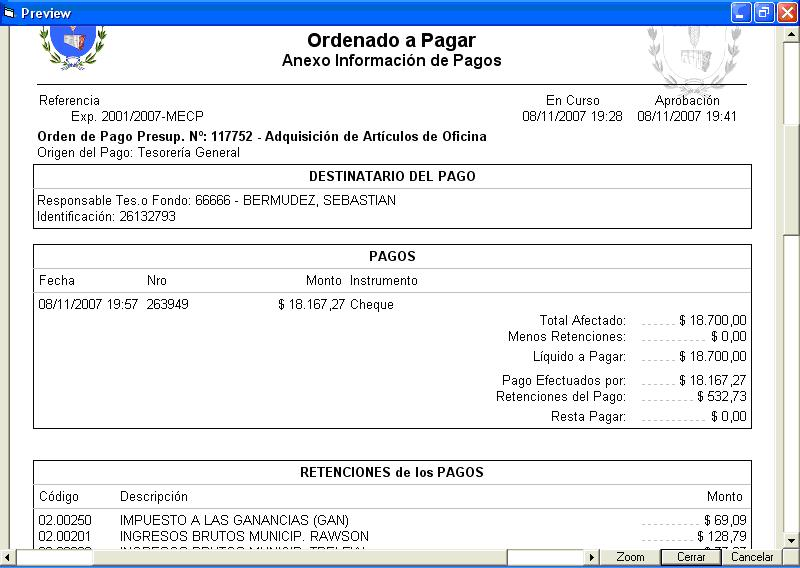 Preview
Ordenado a Pagar
Anexo Información de Pagos
Referencia En Curso Aprobación
Exp. 2001/2007-MECP 08/11/2007 19:28 08/11/2007 19:41
Orden de Pago Presup. Nº: 117752 - Adquisición de Artículos de Oficina
Origen del Pago: Tesorería General
DESTINATARIO DEL PAGO
Responsable Tes.o Fondo: 66666 - BERMUDEZ, SEBASTIAN
Identificación: 26132793
PAGOS
Fecha Nro Monto Instrumento
08/11/2007 19:57 263949 $ 18.167,27 Cheque
Total Afectado: $ 18.700,00
Menos Retenciones: $ 0,00
Líquido a Pagar: $ 18.700,00
Pago Efectuados por: $ 18.167,27
Retenciones del Pago: $ 532,73
Resta Pagar: $ 0,00
RETENCIONES de los PAGOS
Código Descripción Monto
02.00250 IMPUESTO A LAS GANANCIAS (GAN) $ 69,09
02.00201 INGRESOS BRUTOS MUNICIP. RAWSON $ 128,79
INGRESOS BRUTOS MUNICIP. TRELEW
Zoom Cerrar Cancelar